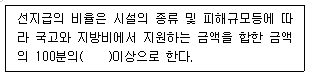 선지급의 비율은 시설의 종류 및 피해규모등에 따
라 국고와 지방비에서 지원하는 금액을 합한 금액
의 100분의(    )이상으로 한다.